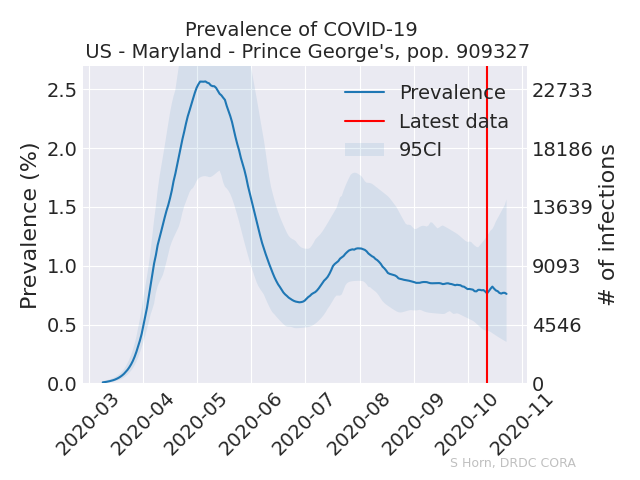 Prevalence of COVID-19
US - Maryland - Prince George's, pop. 909327
Prevalence
Latest data
95CI
Prevalence (%)
2.5
2.0
1.5
1.0
0.5
0.0
22733
18186
13639
9093
4546
0
# of infections
2020-03
2020-04
2020-05
2020-06
2020-07
2020-08
2020-09
2020-10
2020-11
S Horn, DRDC CORA